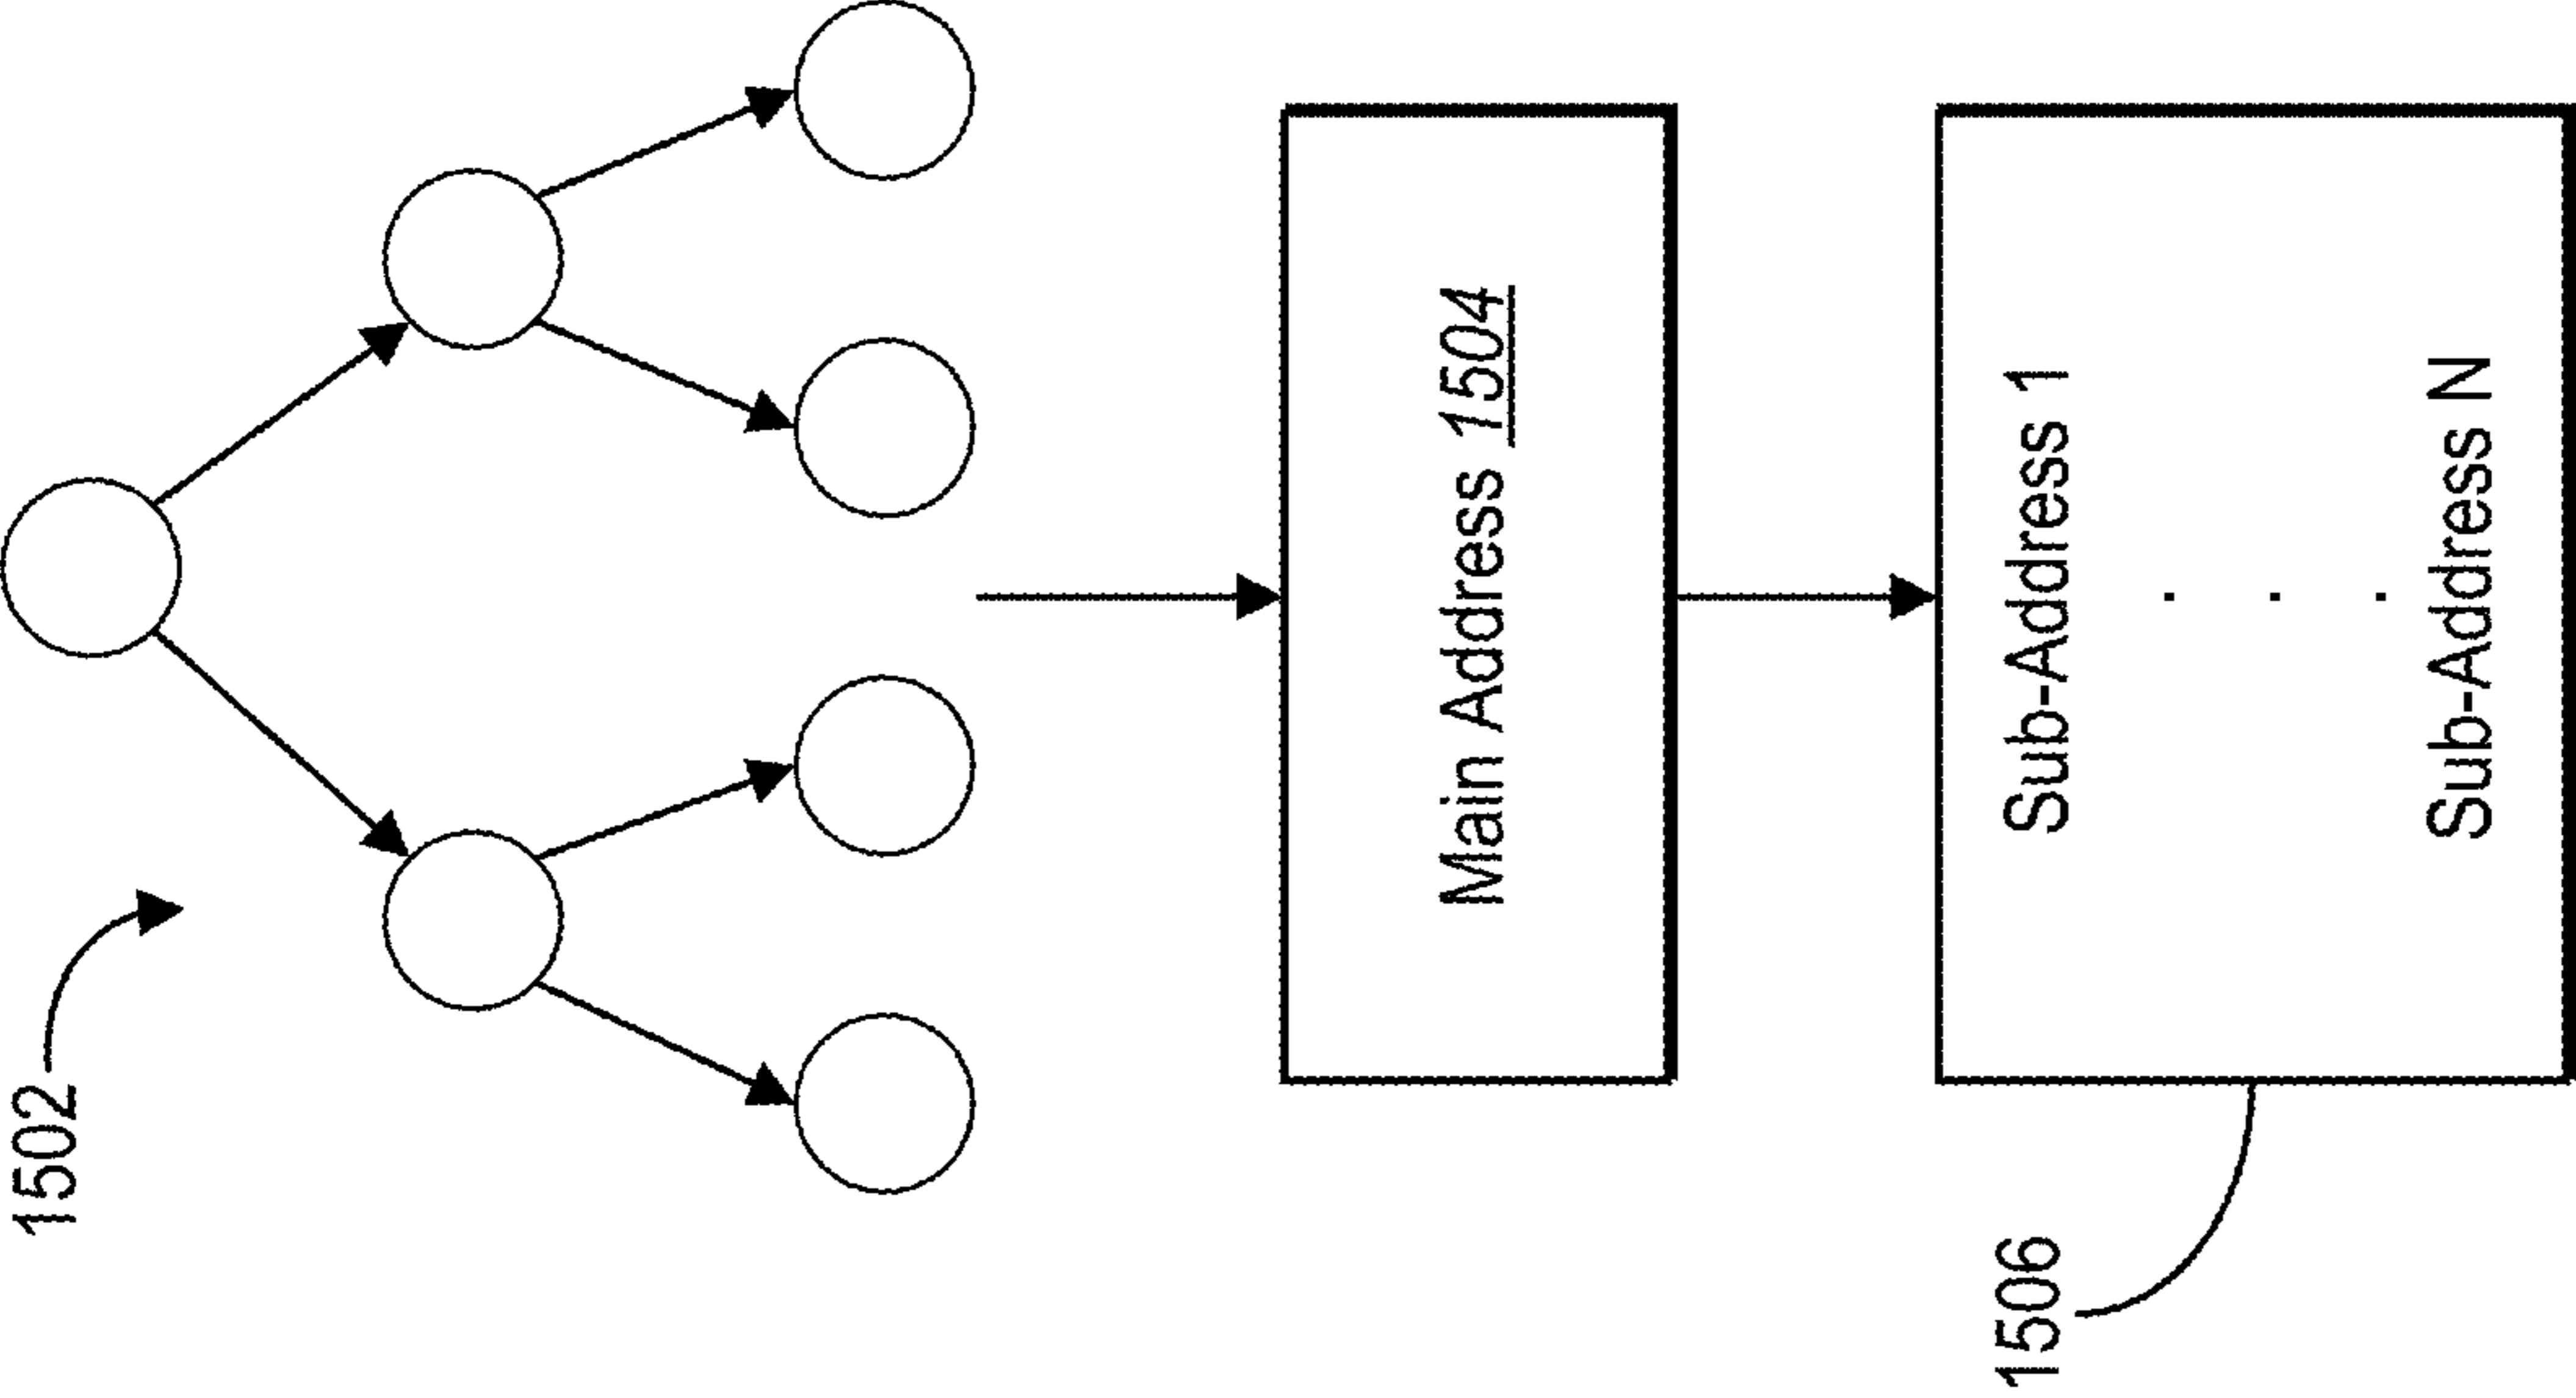 1502
Main Address 1504
Sub-Address 1
.
.
.
Sub-Address N
1506